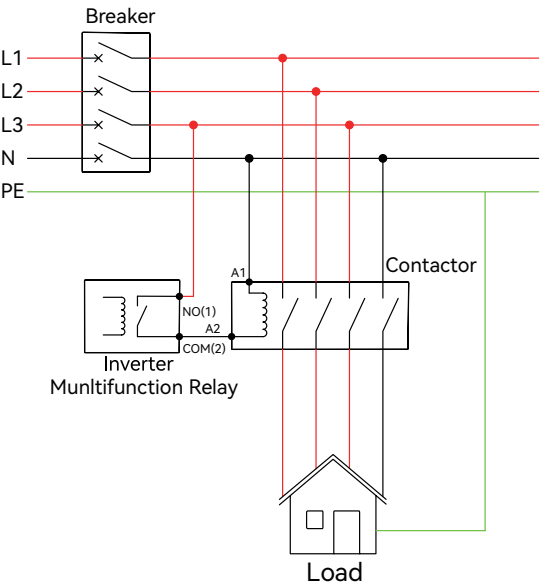 Breaker
L1
L2
L3
N
PE
Contactor
A1
NO(1)
A2
COM(2)
Inverter
Munltifunction Relay
Load